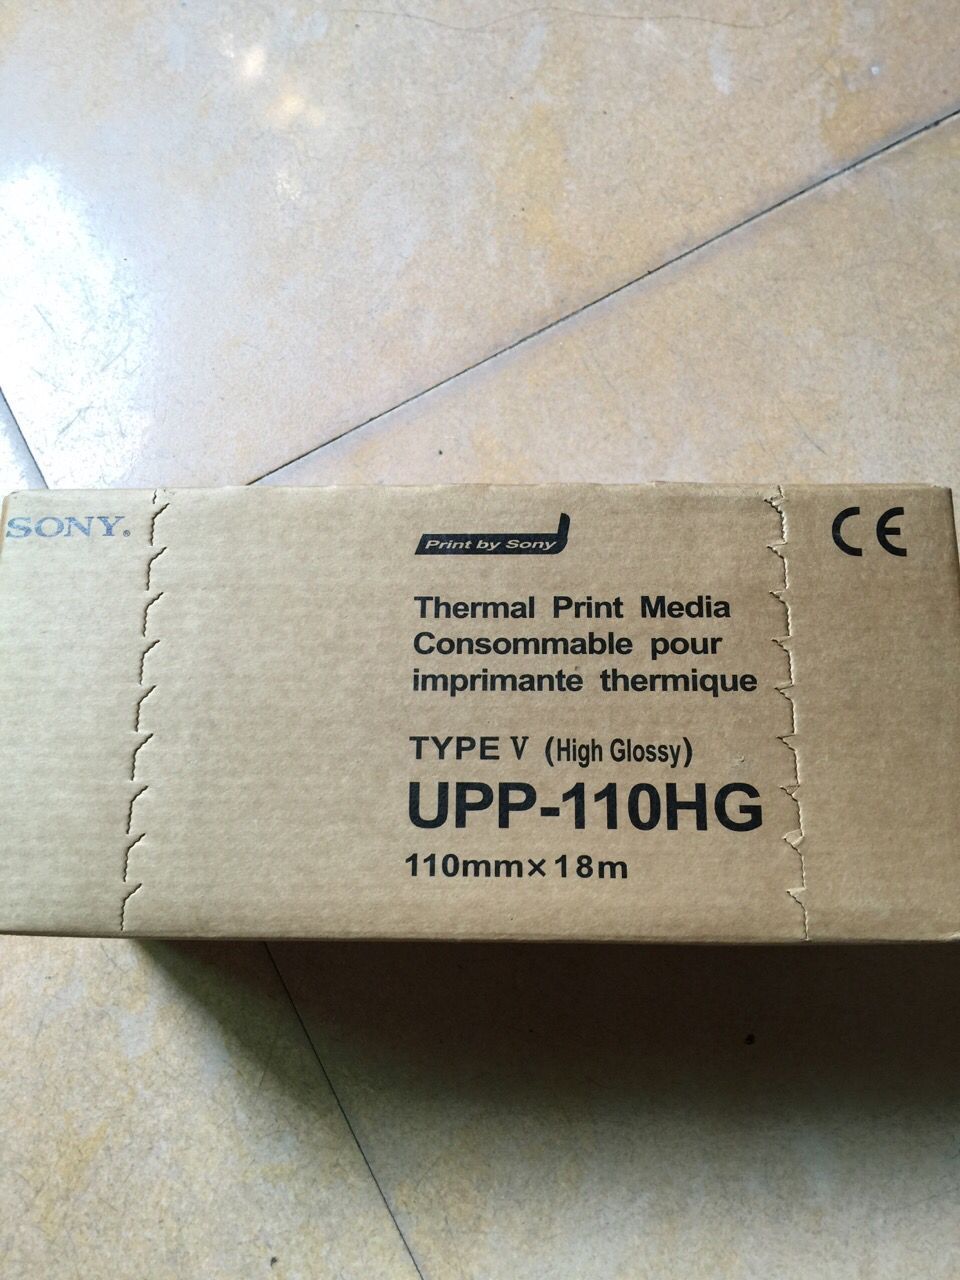 SONY®
Print by Sony
CE
Thermal Print Media
Consommable pour
imprimante thermique
TYPE V (High Glossy)
UPP-110HG
110mm×18m